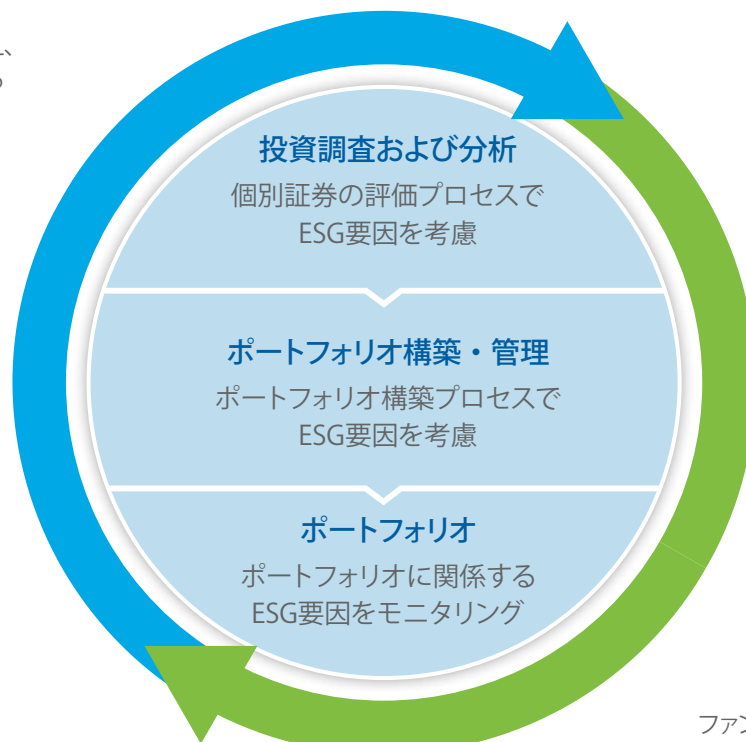 投資調査および分析
個別証券の評価プロセスで
ESG要因を考慮
ポートフォリオ構築・管理
ポートフォリオ構築プロセスで
ESG要因を考慮
ポートフォリオ
ポートフォリオに関係する
ESG要因をモニタリング
ファン